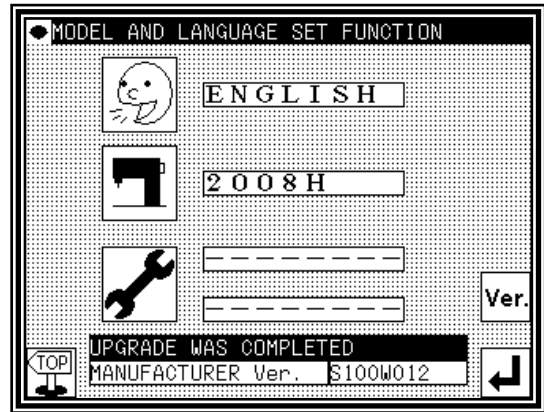 MODEL AND LANGUAGE SET FUNCTION
ENGLISH
2008H
Ver.
UPGRADE WAS COMPLETED
TOP
MANUFACTURER Ver. S100W012